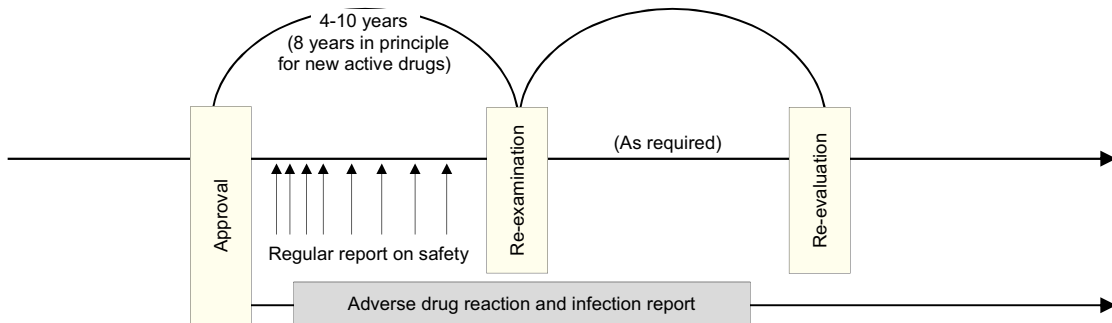 4-10 years
(8 years in principle
for new active drugs)
Approval
Re-examination
(As required)
Re-evaluation
Regular report on safety
Adverse drug reaction and infection report